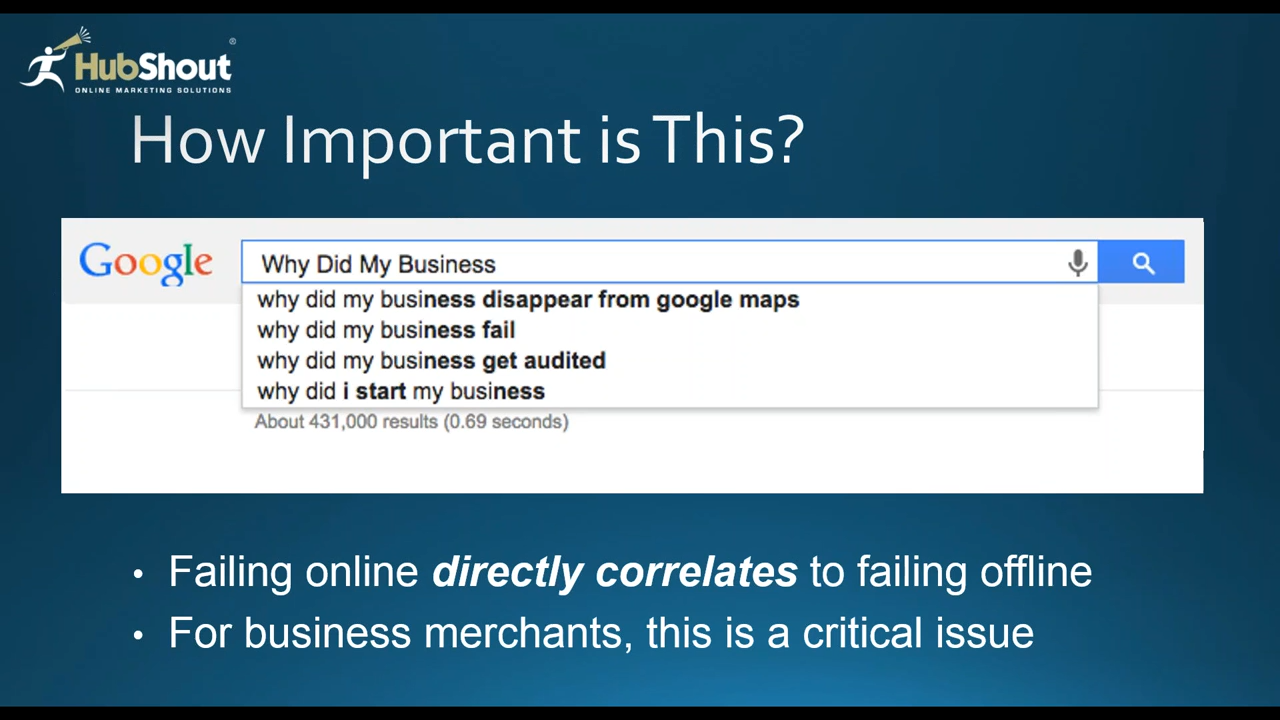 HubShout®
ONLINE MARKETING SOLUTIONS
How Important is This?
Google
Why Did My Business
why did my business disappear from google maps
why did my business fail
why did my business get audited
why did i start my business
About 431,000 results (0.69 seconds)
• Failing online directly correlates to failing offline
• For business merchants, this is a critical issue